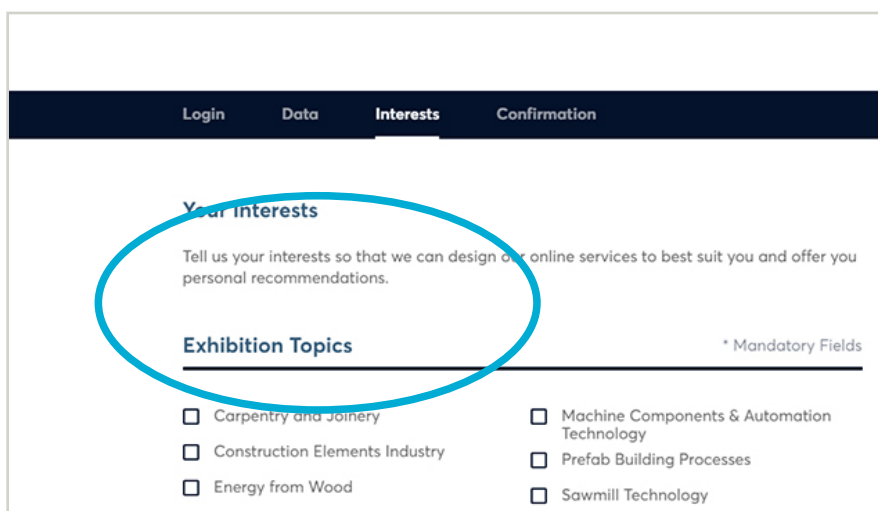 Login Data Interests Confirmation
Your Interests
Tell us your interests so that we can design our online services to best suit you and offer you
personal recommendations.
Exhibition Topics
* Mandatory Fields
Carpentry and Joinery
Construction Elements Industry
Energy from Wood
Machine Components & Automation
Technology
Prefab Building Processes
Sawmill Technology